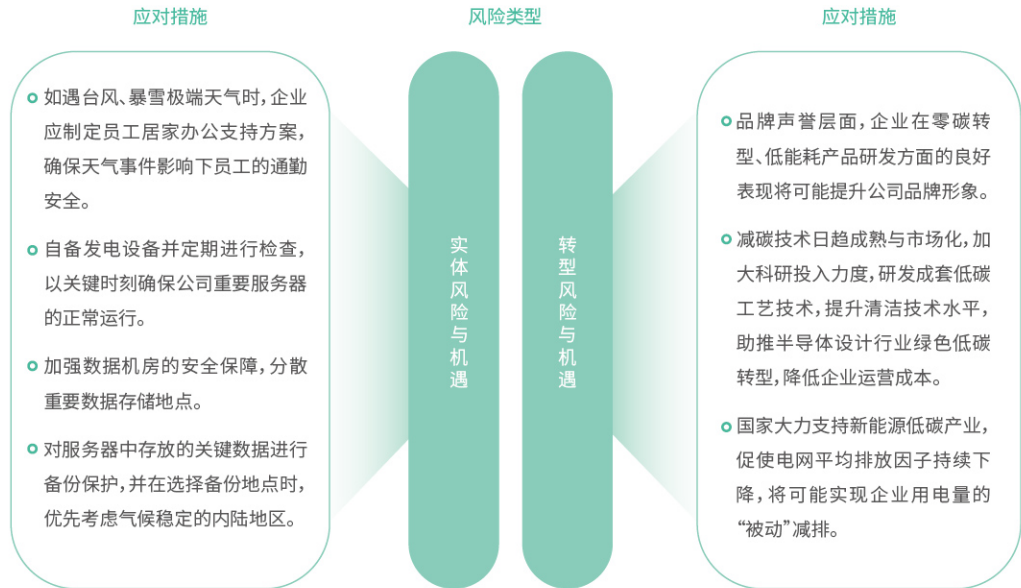 应对措施
风险类型
应对措施
如遇台风、暴雪极端天气时，企业
应制定员工居家办公支持方案，
确保天气事件影响下员工的通勤
安全。
自备发电设备并定期进行检查，
以关键时刻确保公司重要服务器
的正常运行。
加强数据机房的安全保障，分散
重要数据存储地点。
对服务器中存放的关键数据进行
备份保护，并在选择备份地点时，
优先考虑气候稳定的内陆地区。
实体风险与机遇
转型风险与机遇
品牌声誉层面，企业在零碳转
型、低能耗产品研发方面的良好
表现将可能提升公司品牌形象。
减碳技术日趋成熟与市场化，加
大科研投入力度，研发成套低碳
工艺技术，提升清洁技术水平，
助推半导体设计行业绿色低碳
转型，降低企业运营成本。
国家大力支持新能源低碳产业，
促使电网平均排放因子持续下
降，将可能实现企业用电量的
“被动”减排。